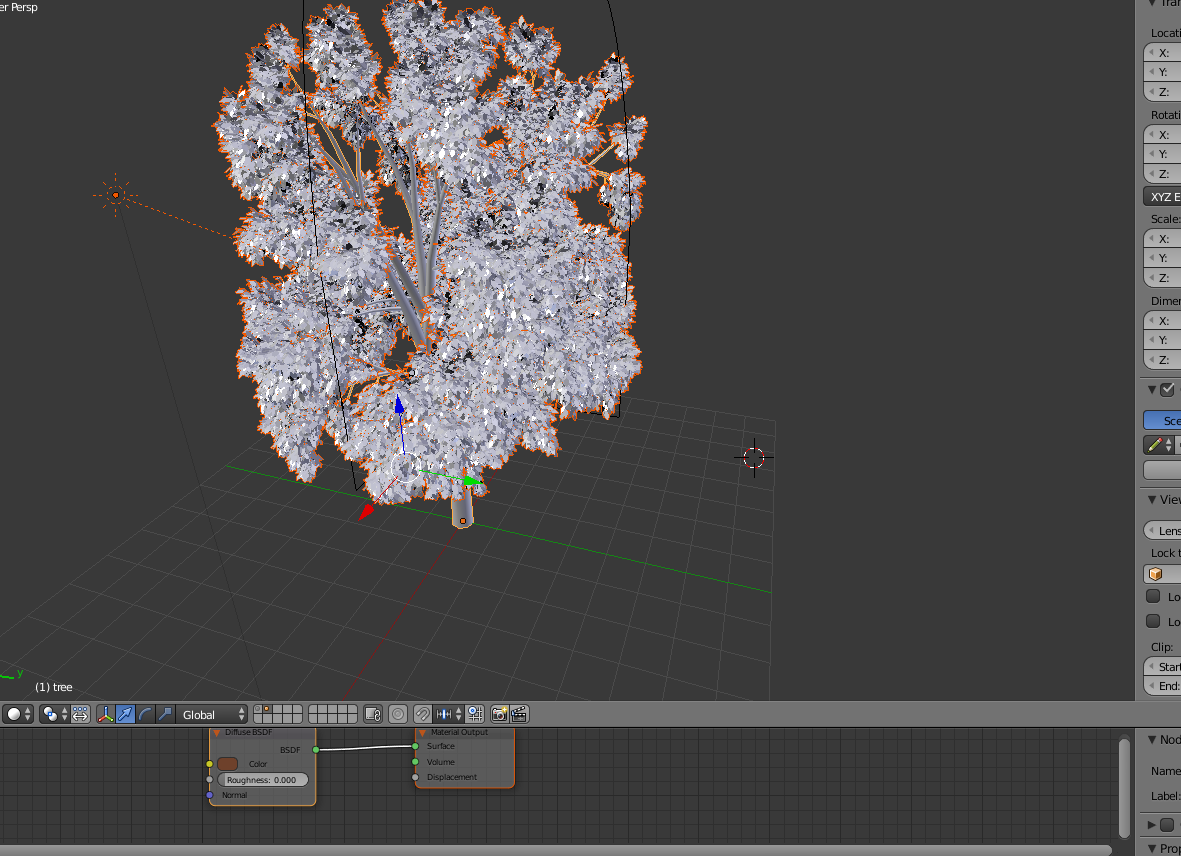 er Persp
Tran
Locati
X:
Y:
Z:
Rotati
X:
Y:
Z:
XYZ E
Scale:
X:
Y:
Z:
Dimer
X:
Y:
Z:
Sce
View
Lens
Lock t
Lo
Lo
Clip:
Start
End:
y
(1) tree
Global
Diffuse BSDF
BSDF
Color
Roughness: 0.000
Normal
Material Output
Surface
Volume
Displacement
Nod
Name
Label:
Prop